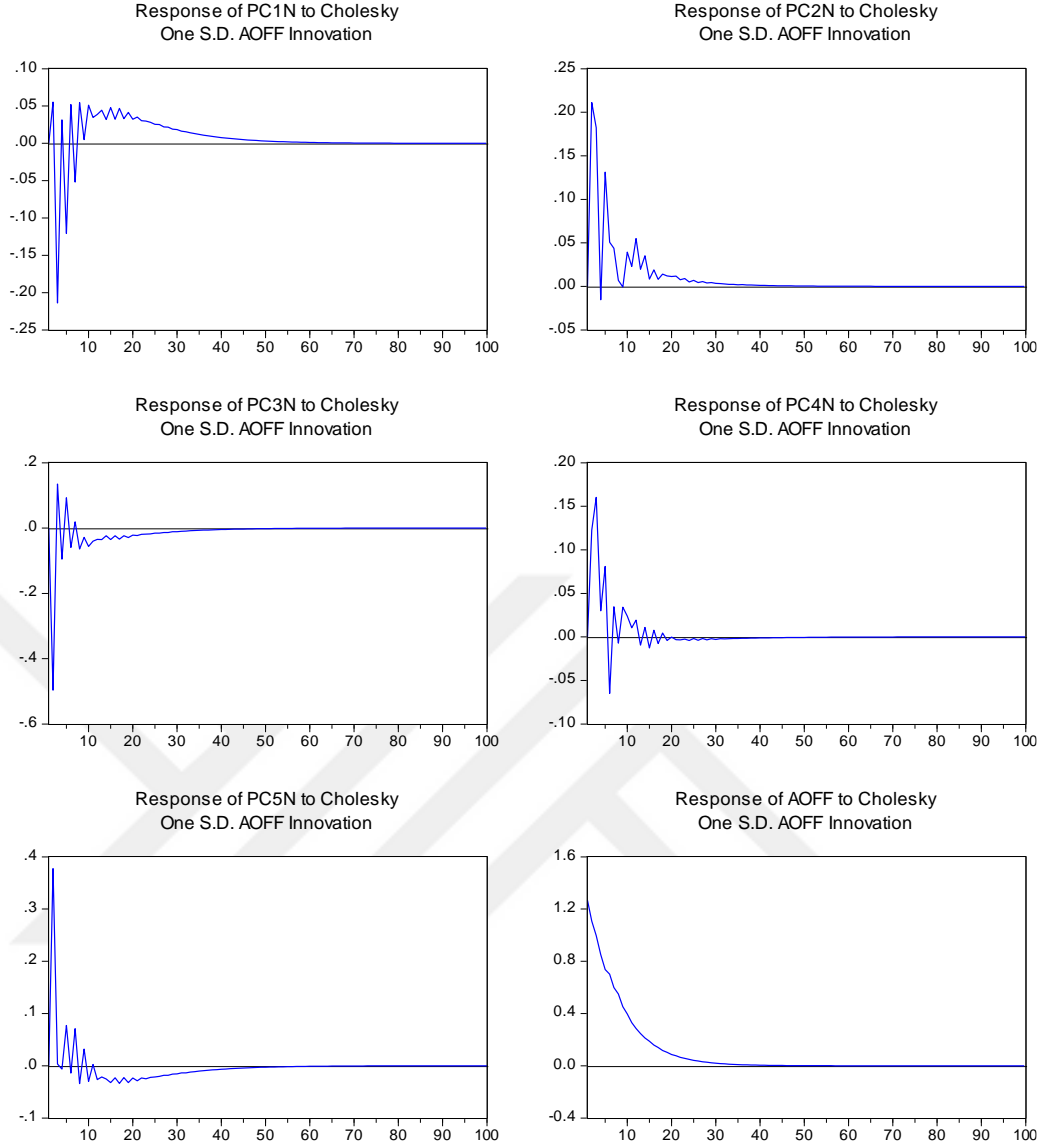 Response of PC1N to Cholesky
One S.D. AOFF Innovation
.10
.05
.00
-.05
-.10
-.15
-.20
-.25
10 20 30 40 50 60 70 80 90 100
Response of PC2N to Cholesky
One S.D. AOFF Innovation
.25
.20
.15
.10
.05
.00
-.05
10 20 30 40 50 60 70 80 90 100
Response of PC3N to Cholesky
One S.D. AOFF Innovation
.2
.0
-.2
-.4
-.6
10 20 30 40 50 60 70 80 90 100
Response of PC4N to Cholesky
One S.D. AOFF Innovation
.20
.15
.10
.05
.00
-.05
-.10
10 20 30 40 50 60 70 80 90 100
Response of PC5N to Cholesky
One S.D. AOFF Innovation
.4
.3
.2
.1
.0
-.1
10 20 30 40 50 60 70 80 90 100
Response of AOFF to Cholesky
One S.D. AOFF Innovation
1.6
1.2
0.8
0.4
0.0
-0.4
10 20 30 40 50 60 70 80 90 100